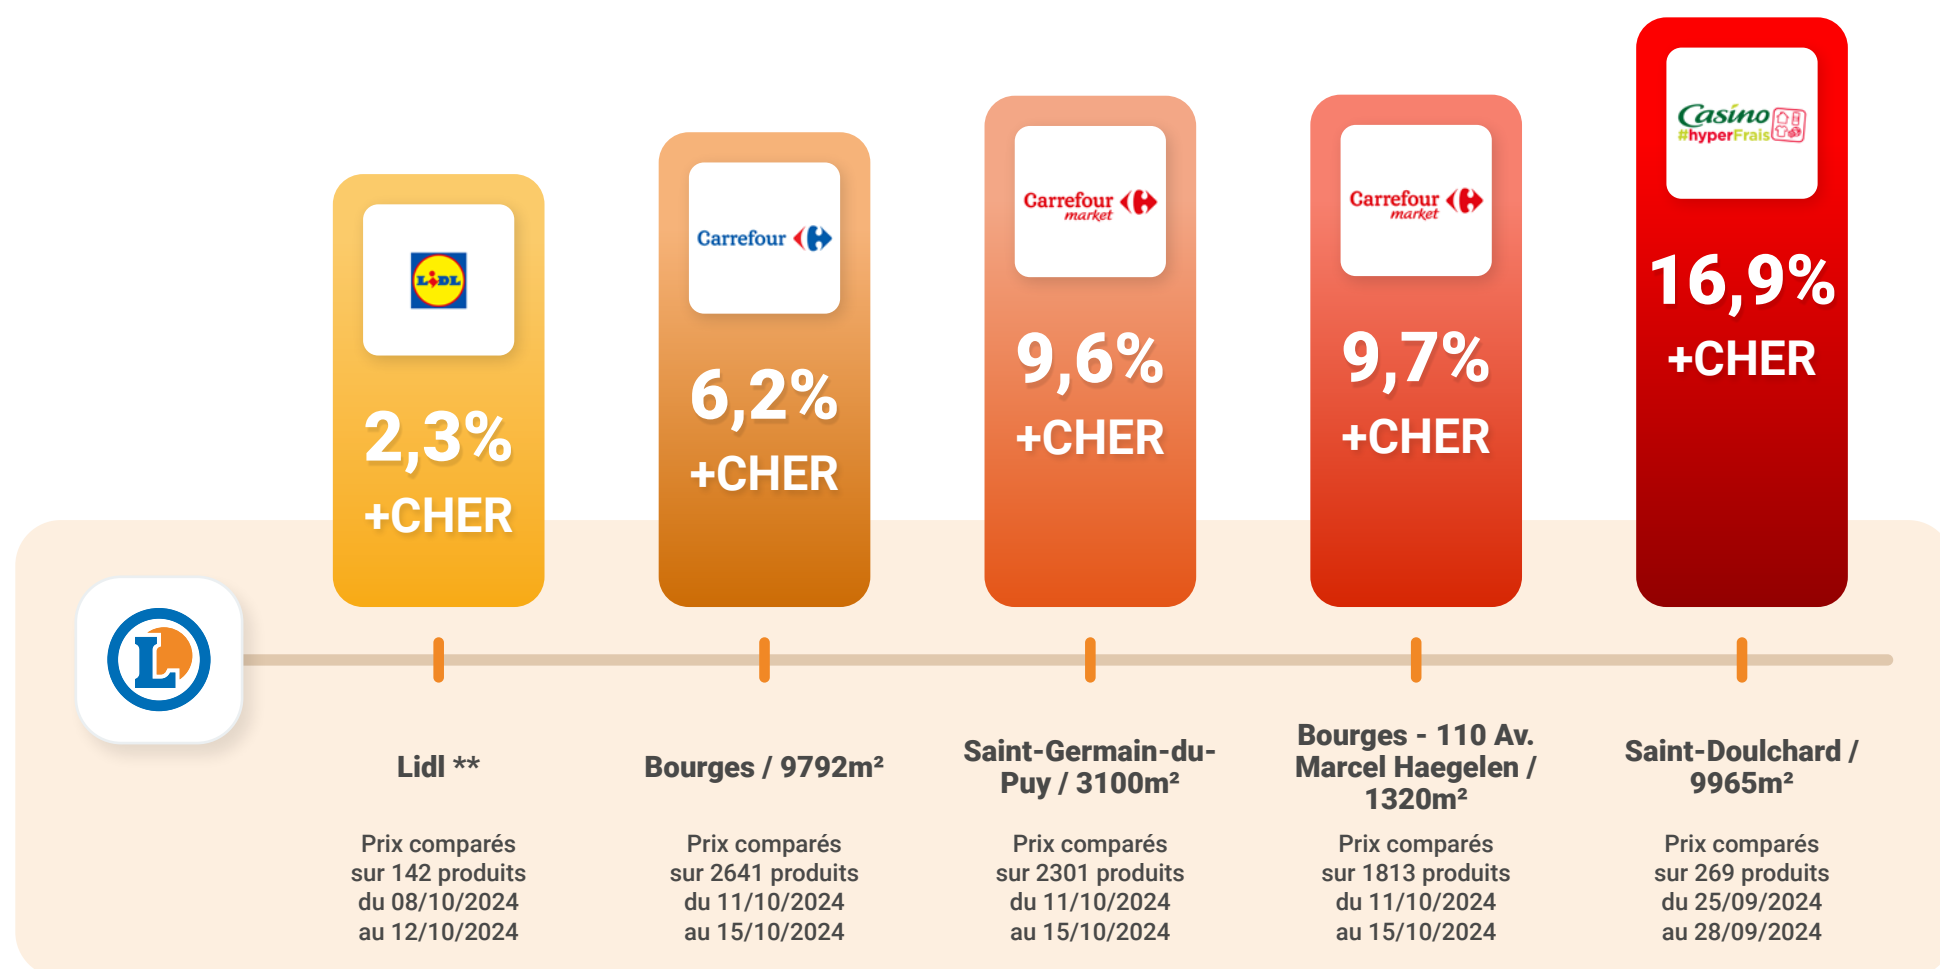 LIDL
2,3%
+CHER
Carrefour
6,2%
+CHER
Carrefour
market
9,6%
+CHER
Carrefour
market
9,7%
+CHER
Casino
#hyperFrais
16,9%
+CHER
L
Lidl **
Prix comparés
sur 142 produits
du 08/10/2024
au 12/10/2024
Bourges / 9792m²
Prix comparés
sur 2641 produits
du 11/10/2024
au 15/10/2024
Saint-Germain-du-
Puy / 3100m²
Prix comparés
sur 2301 produits
du 11/10/2024
au 15/10/2024
Bourges - 110 Av.
Marcel Haegelen /
1320m²
Prix comparés
sur 1813 produits
du 11/10/2024
au 15/10/2024
Saint-Doulchard /
9965m²
Prix comparés
sur 269 produits
du 25/09/2024
au 28/09/2024